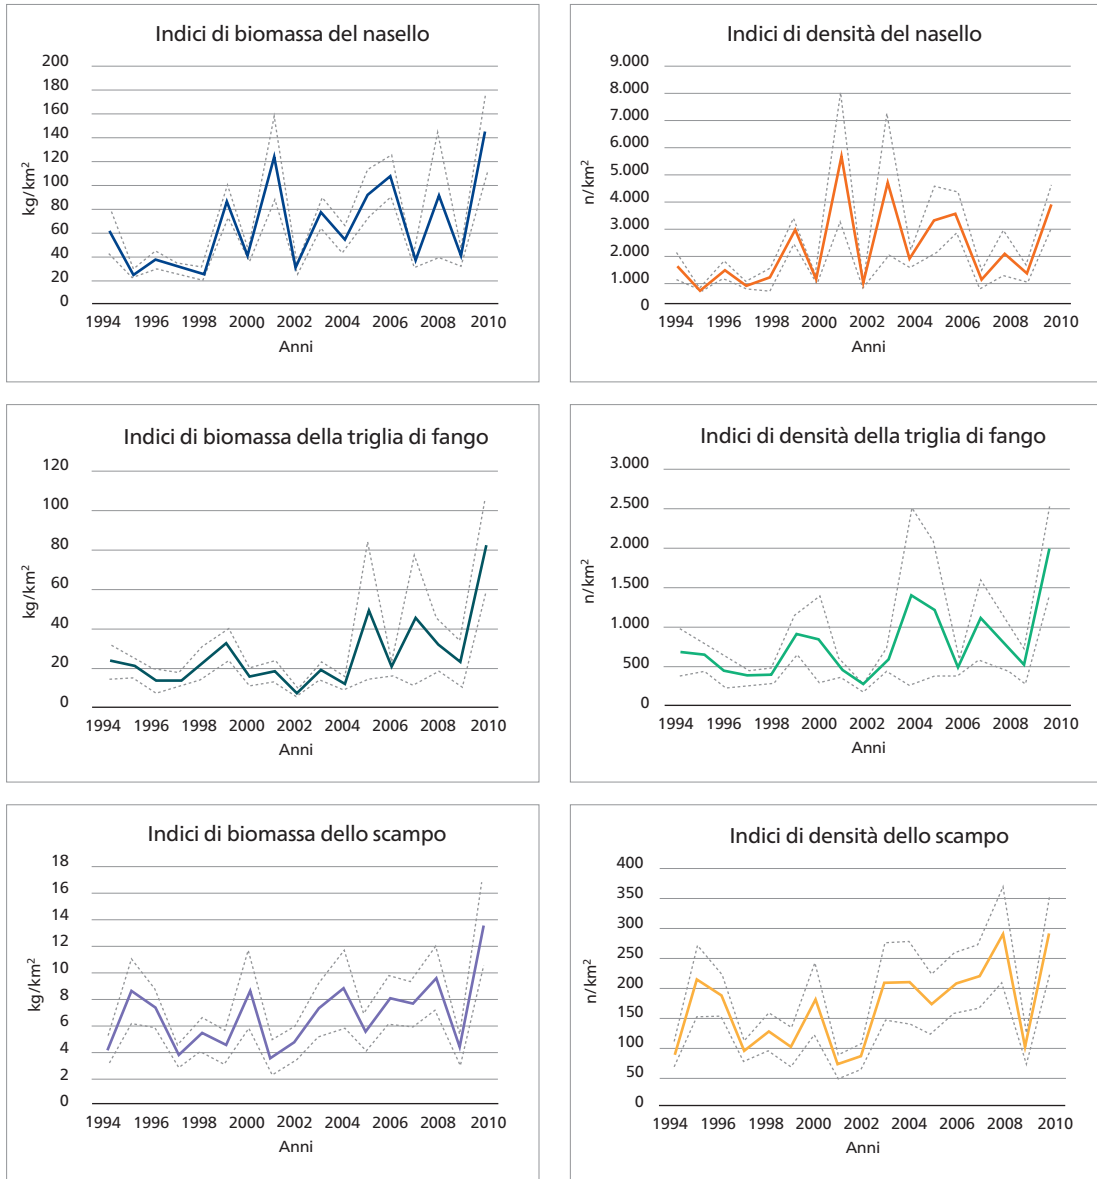 Indici di biomassa del nasello
200
180
160
140
120
100
80
60
40
20
0
kg/km²
1994 1996 1998 2000 2002 2004 2006 2008 2010
Anni
Indici di densità del nasello
9.000
8.000
7.000
6.000
5.000
4.000
3.000
2.000
1.000
0
n/km²
1994 1996 1998 2000 2002 2004 2006 2008 2010
Anni
Indici di biomassa della triglia di fango
120
100
80
60
40
20
0
kg/km²
1994 1996 1998 2000 2002 2004 2006 2008 2010
Anni
Indici di densità della triglia di fango
3.000
2.500
2.000
1.500
1.000
500
0
n/km²
1994 1996 1998 2000 2002 2004 2006 2008 2010
Anni
Indici di biomassa dello scampo
18
16
14
12
10
8
6
4
2
0
kg/km²
1994 1996 1998 2000 2002 2004 2006 2008 2010
Anni
Indici di densità dello scampo
400
350
300
250
200
150
100
50
0
n/km²
1994 1996 1998 2000 2002 2004 2006 2008 2010
Anni